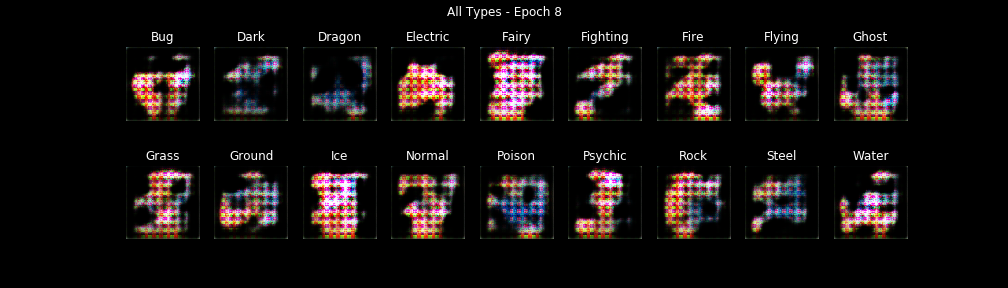 All Types - Epoch 8
Bug Dark Dragon Electric Fairy Fighting Fire Flying Ghost
Grass Ground Ice Normal Poison Psychic Rock Steel Water